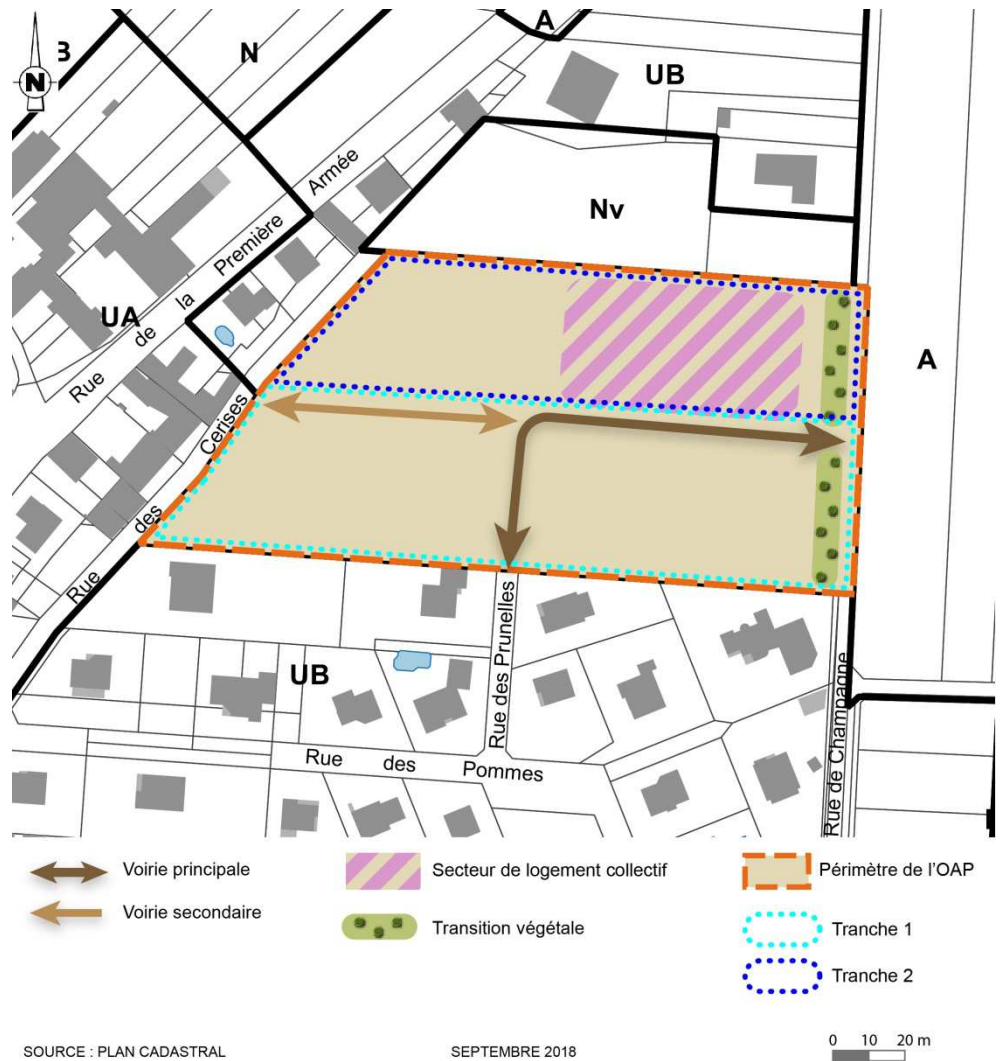 A
B
N
UB
N
Rue de la Première Armée
Nv
UA
A
Rue des Cerises
UB
Rue des Prunelles
Rue des Pommes
Rue de Champagne
Voirie principale
Secteur de logement collectif
Périmètre de l'OAP
Voirie secondaire
Transition végétale
Tranche 1
Tranche 2
SOURCE : PLAN CADASTRAL
SEPTEMBRE 2018
0 10 20 m